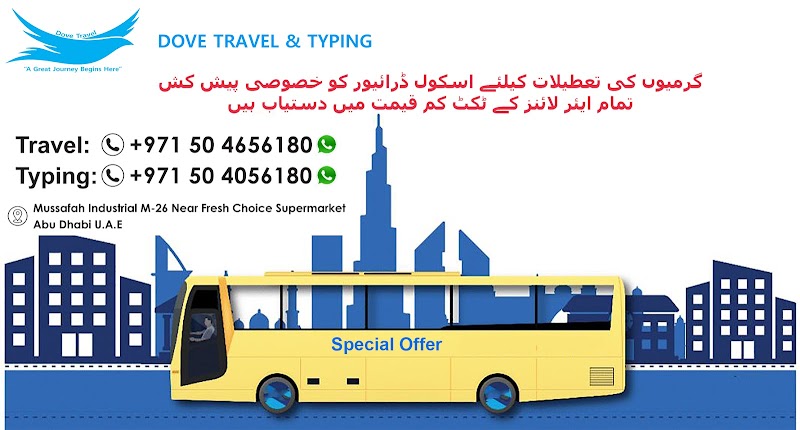 Dove Travel
"A Great Journey Begins Here"
DOVE TRAVEL & TYPING
گرمیوں کی تعطیلات کیلئے اسکول ڈرائیور کو خصوصی پیش کش
تمام ایئر لائنز کے ٹکٹ کم قیمت میں دستیاب ہیں
Travel: +971 50 4656180
Typing: +971 50 4056180
Mussafah Industrial M-26 Near Fresh Choice Supermarket
Abu Dhabi U.A.E
Special Offer